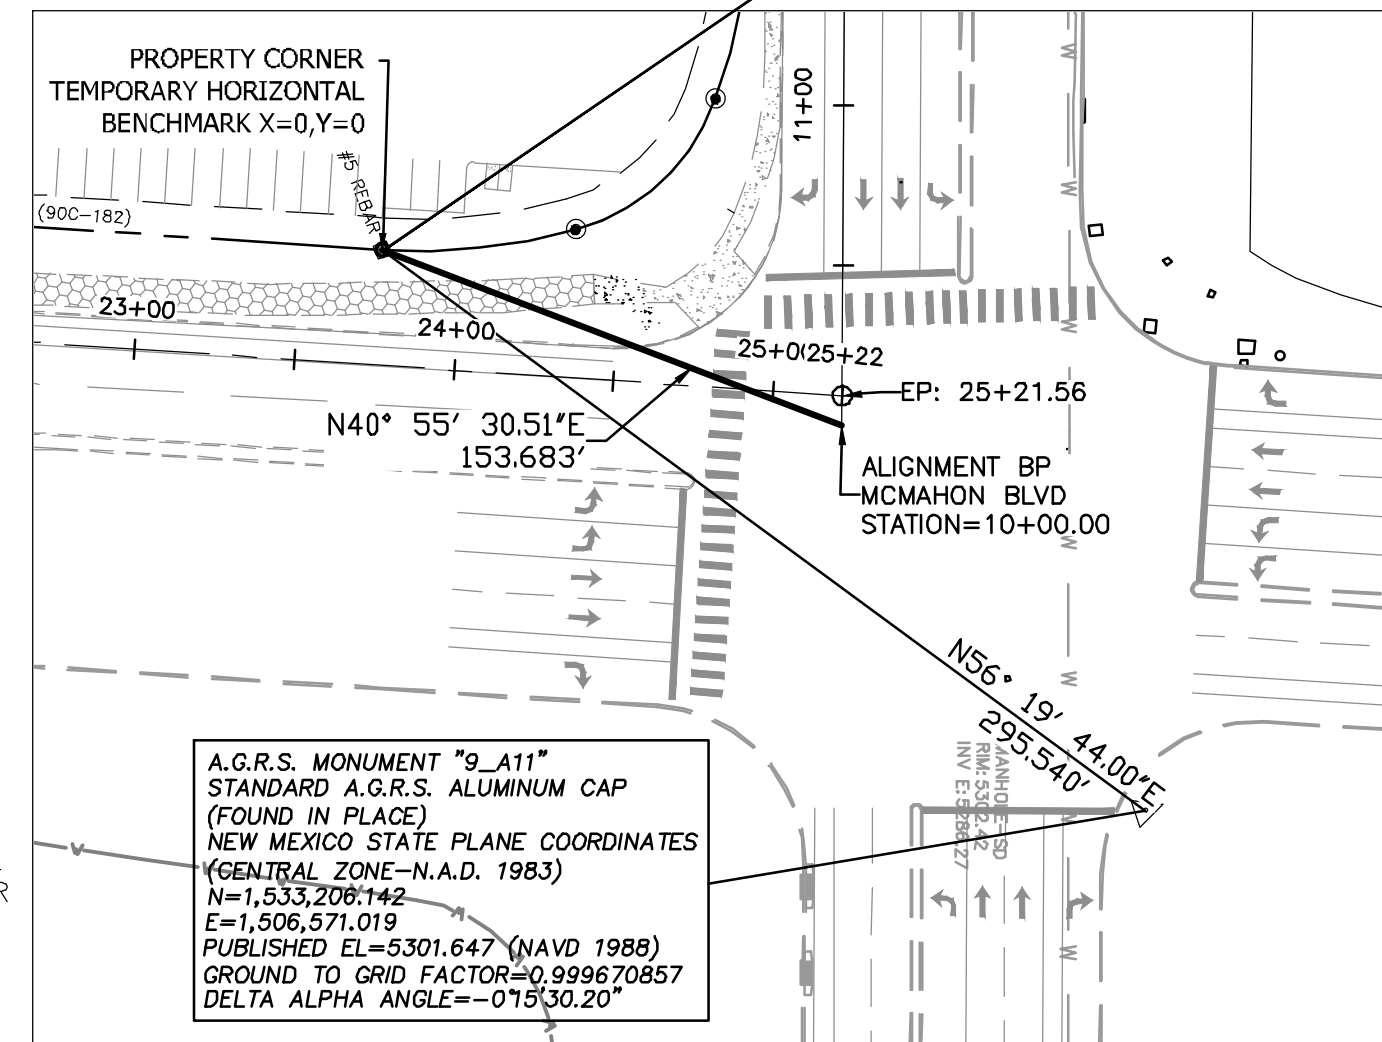 PROPERTY CORNER
TEMPORARY HORIZONTAL
BENCHMARK X=0,Y=0
#5 REBAR
(90C-182)
11+00
23+00
24+00
25+22
EP: 25+21.56
N40° 55' 30.51"E
153.683'
ALIGNMENT BP
MCMAHON BLVD
STATION=10+00.00
N56° 19' 44.00"E
295.540'
RIM: 5302.42
INV E:
A.G.R.S. MONUMENT "9_A11"
STANDARD A.G.R.S. ALUMINUM CAP
(FOUND IN PLACE)
NEW MEXICO STATE PLANE COORDINATES
(CENTRAL ZONE-N.A.D. 1983)
N=1,533,206.142
E=1,506,571.019
PUBLISHED EL=5301.647 (NAVD 1988)
GROUND TO GRID FACTOR=0.999670857
DELTA ALPHA ANGLE=-0°15'30.20"
W
W
W
W
W
W
W
W
R